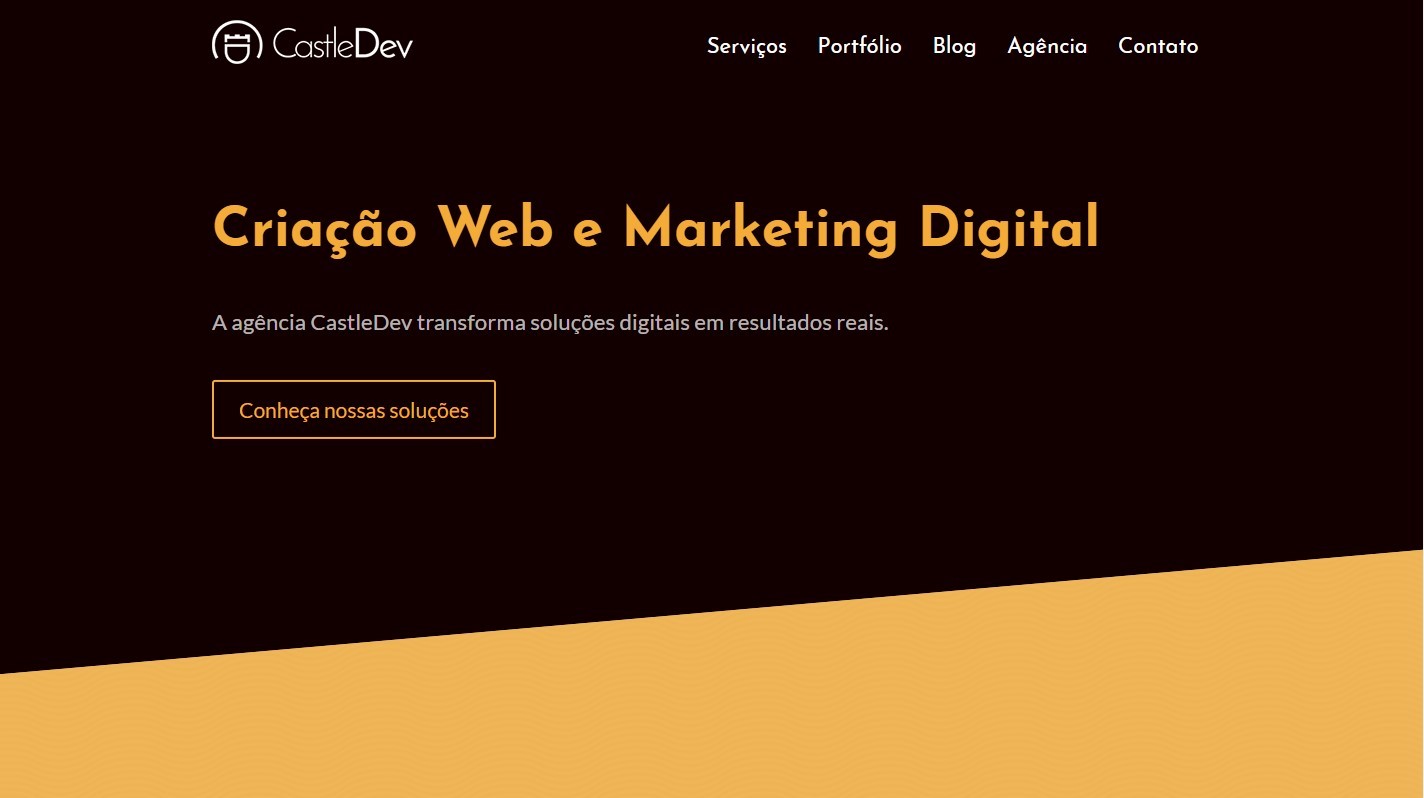 CastleDev
Serviços Portfólio Blog Agência Contato
Criação Web e Marketing Digital
A agência CastleDev transforma soluções digitais em resultados reais.
Conheça nossas soluções